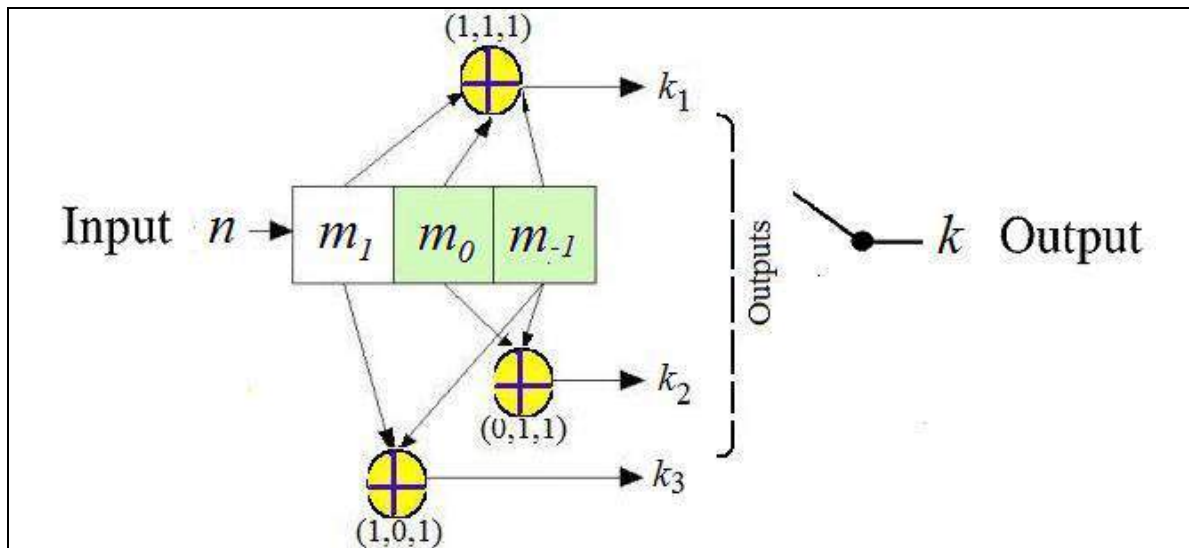 (1,1,1)
k₁
Input n m₁ m₀ m₋₁ Outputs k Output
k₂
(0,1,1)
k₃
(1,0,1)